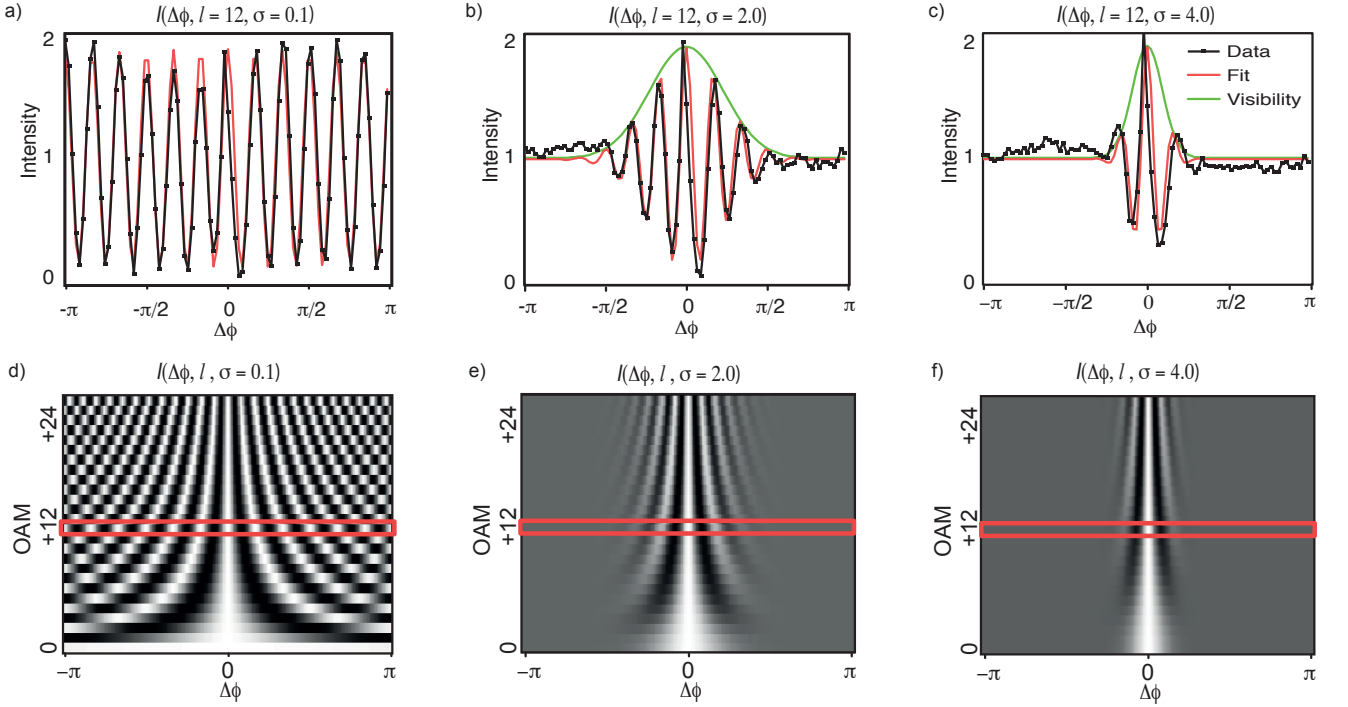 a)
I(Δϕ, l = 12, σ = 0.1)
2
1
0
Intensity
-π
-π/2
0
π/2
π
Δϕ
b)
I(Δϕ, l = 12, σ = 2.0)
2
1
0
Intensity
-π
-π/2
0
π/2
π
Δϕ
c)
I(Δϕ, l = 12, σ = 4.0)
2
1
0
Intensity
Data
Fit
Visibility
−π
−π/2
0
π/2
π
Δϕ
d)
I(Δϕ, l , σ = 0.1)
+24
+12
0
OAM
−π
0
π
Δϕ
e)
I(Δϕ, l , σ = 2.0)
+24
+12
0
OAM
−π
0
π
Δϕ
f)
I(Δϕ, l , σ = 4.0)
+24
+12
0
OAM
−π
0
π
Δϕ